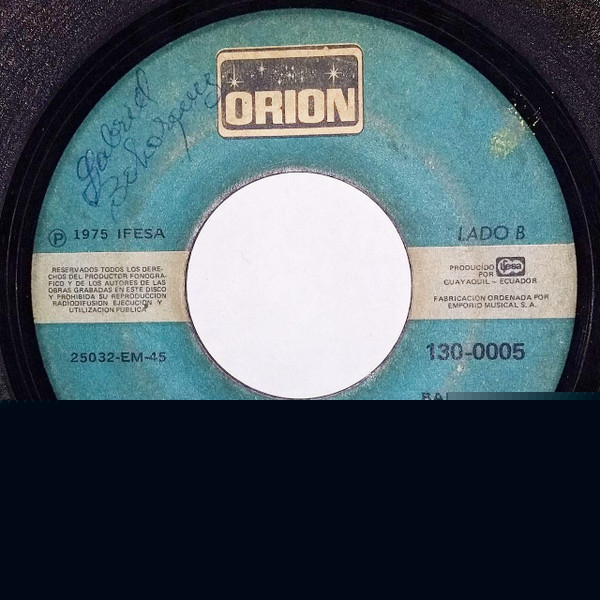 ORION
Gabriel
℗ 1975 IFESA
LADO B
RESERVADOS TODOS LOS DERE-
CHOS DEL PRODUCTOR FONOGRA-
FICO Y DE LOS AUTORES DE LAS
OBRAS GRABADAS EN ESTE DISCO
Y PROHIBIDA SU REPRODUCCION
RADIODIFUSION EJECUCION Y
UTILIZACION PUBLICA
PRODUCIDO
POR
ifesa
GUAYAQUIL - ECUADOR
FABRICACION ORDENADA POR
EMPORIO MUSICAL S. A.
25032-EM-45
130-0005